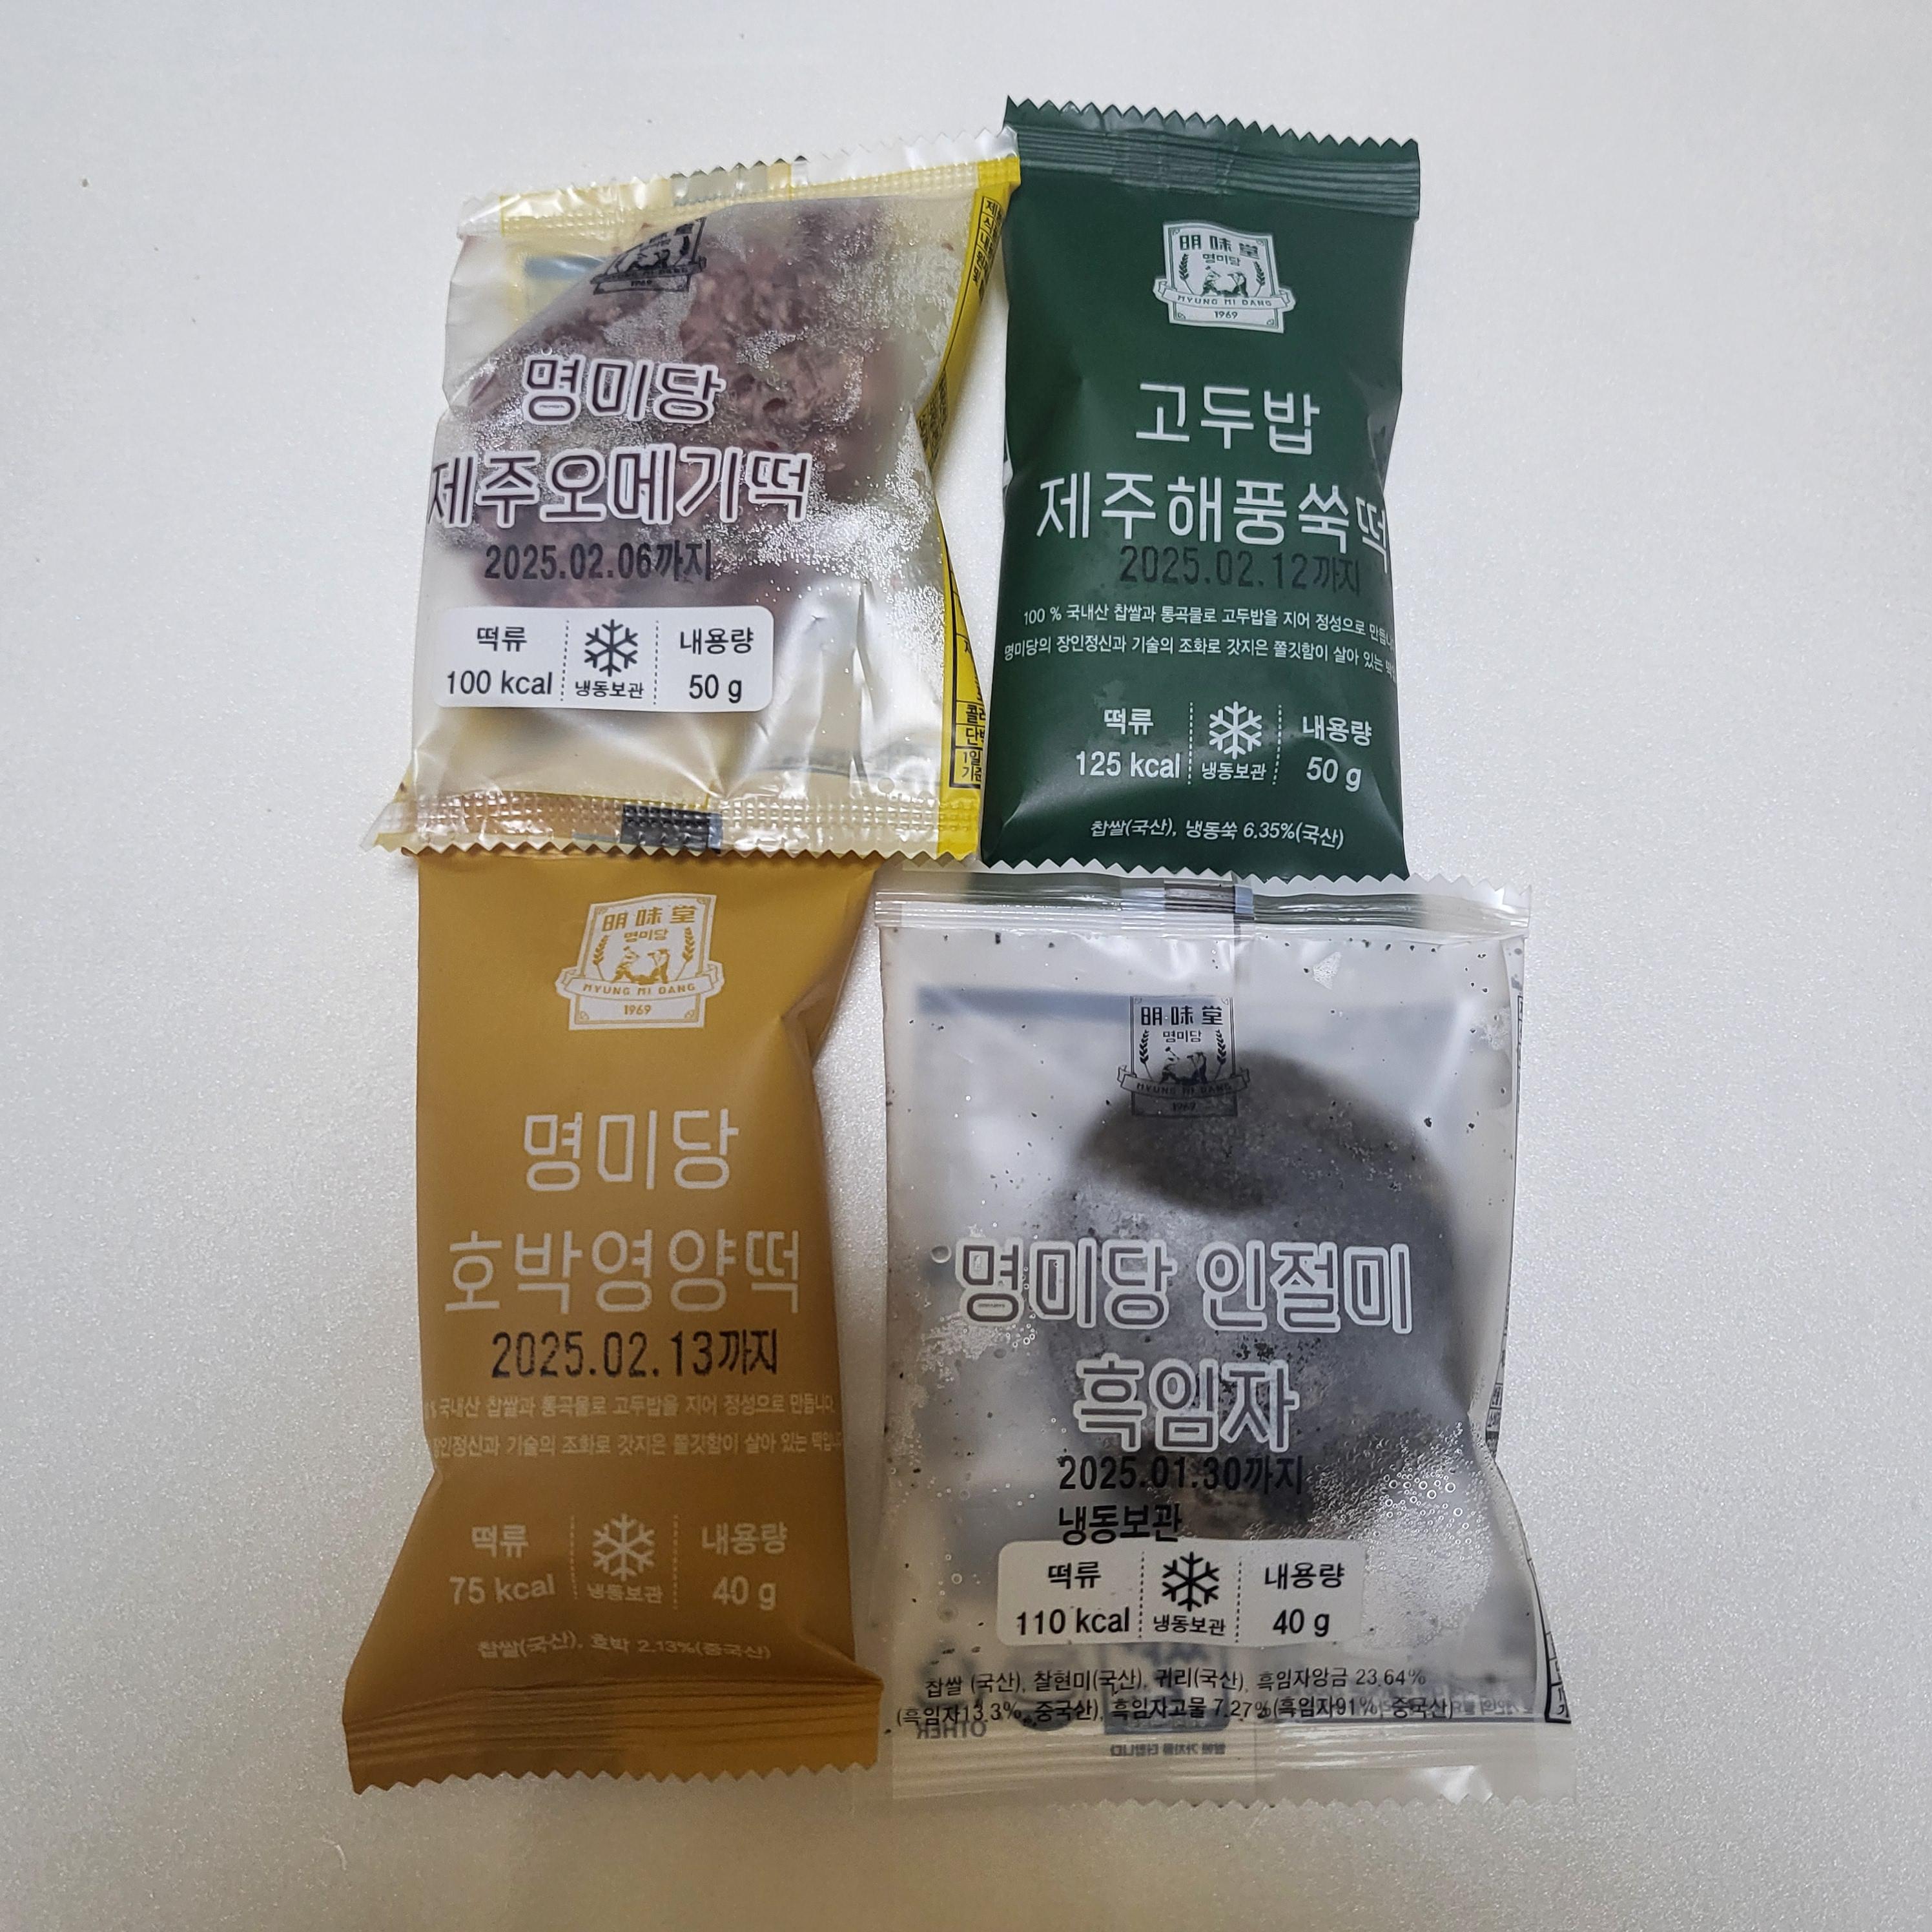 明味堂
1969
명미당
제주오메기떡
2025.02.06까지
떡류
100 kcal
냉동보관
내용량
50 g
明味堂
명미당
MYUNG MI DANG
1969
고두밥
제주해풍쑥떡
2025.02.12까지
100 % 국내산 찹쌀과 통곡물로 고두밥을 지어 정성으로
명미당의 장인정신과 기술의 조화로 갓지은 쫄깃함이 살아 있는
떡류
125 kcal
냉동보관
내용량
50 g
찹쌀(국산), 냉동쑥 6.35%(국산)
明味堂
명미당
MYUNG MI DANG
1969
명미당
호박영양떡
2025.02.13까지
국내산 찹쌀과 통곡물로 고두밥을 지어 정성으로 만듭니다.
장인정신과 기술의 조화로 갓지은 쫄깃함이 살아 있는
떡류
75 kcal
냉동보관
내용량
40 g
찹쌀(국산), 호박 2.13%(중국산)
明味堂
명미당
MYUNG MI DANG
1969
명미당 인절미
흑임자
2025.01.30까지
냉동보관
떡류
110 kcal
냉동보관
내용량
40 g
찹쌀 (국산), 찰현미(국산), 귀리(국산), 흑임자앙금 23.64%
(흑임자13.3%, 중국산), 흑임자고물 7.27%(흑임자91%, 중국산)
OTHER